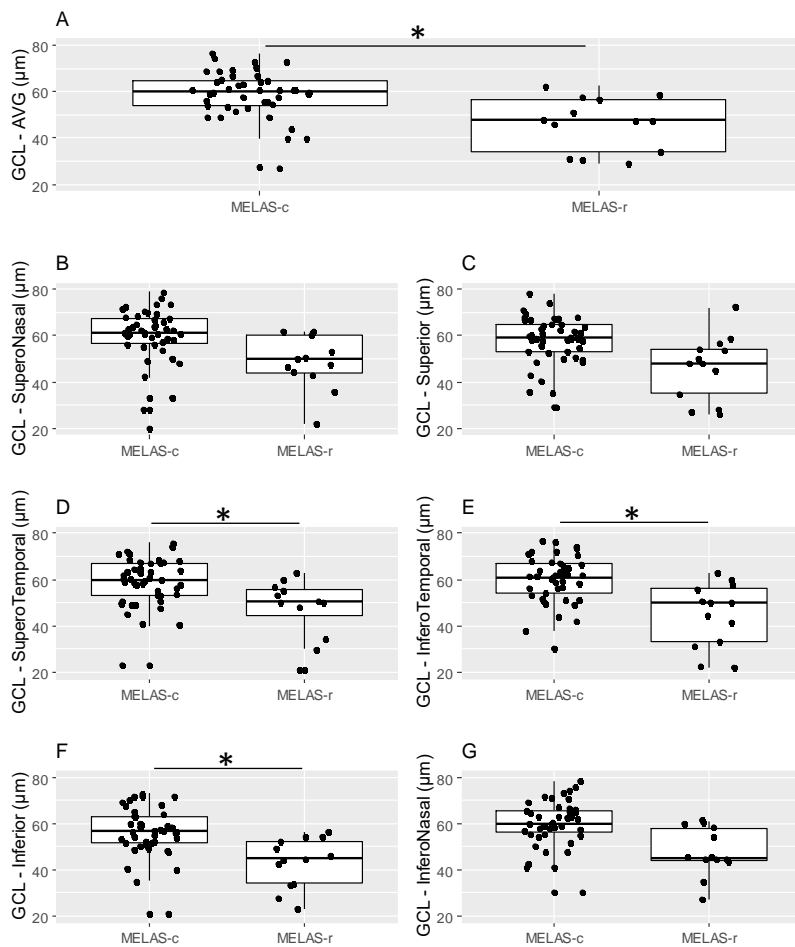 A
*
GCL - AVG (µm)
80
60
40
20
MELAS-c
MELAS-r
B
GCL - SuperoNasal (µm)
80
60
40
20
MELAS-c
MELAS-r
C
GCL - Superior (µm)
80
60
40
20
MELAS-c
MELAS-r
D
*
GCL - SuperoTemporal (µm)
80
60
40
20
MELAS-c
MELAS-r
E
*
GCL - InferoTemporal (µm)
80
60
40
20
MELAS-c
MELAS-r
F
*
GCL - Inferior (µm)
80
60
40
20
MELAS-c
MELAS-r
G
GCL - InferoNasal (µm)
80
60
40
20
MELAS-c
MELAS-r